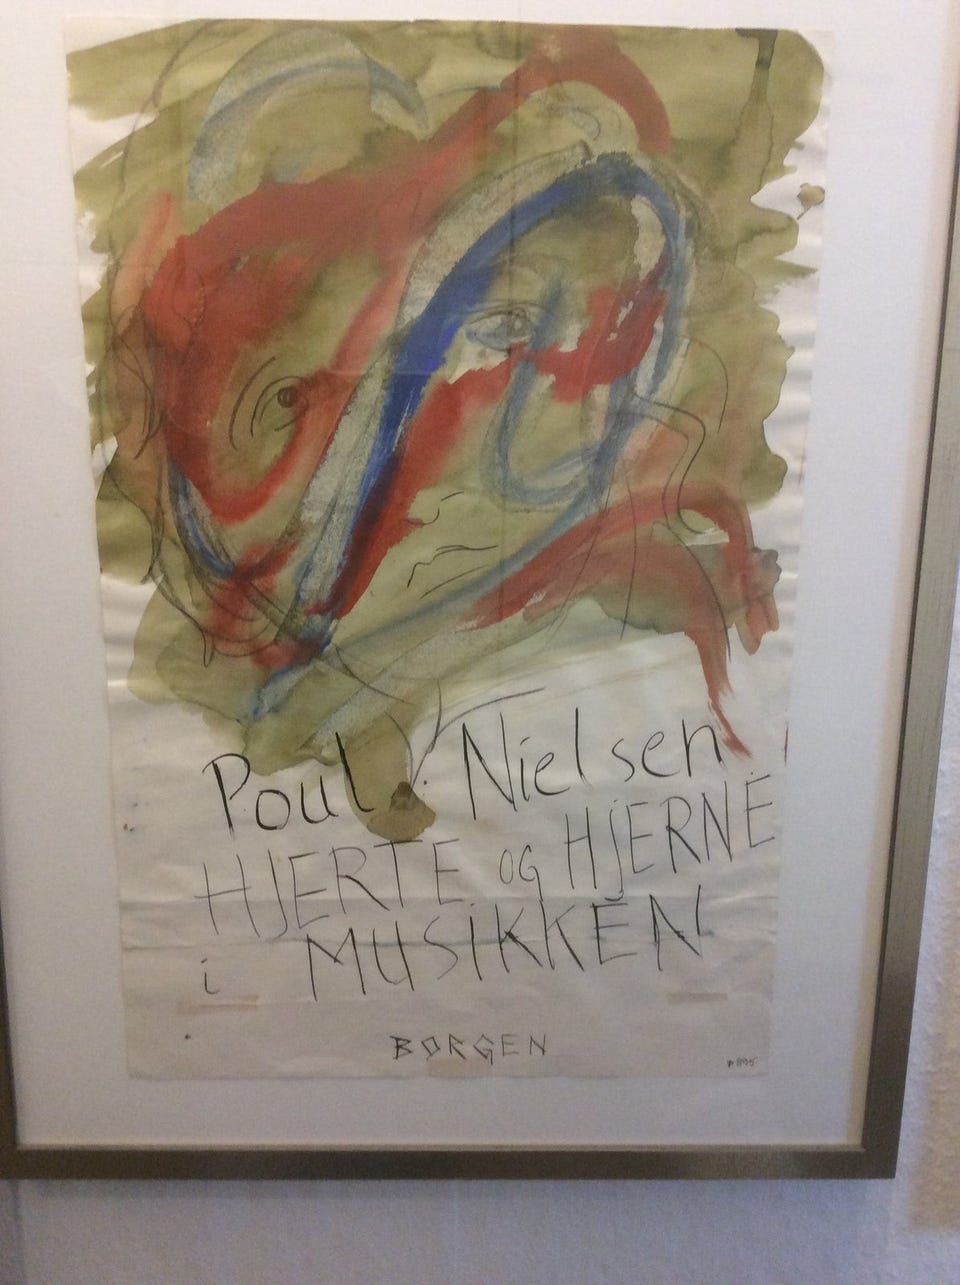 Poul Nielsen
HJERTE OG HJERNE
i MUSIKKEN
BORGEN